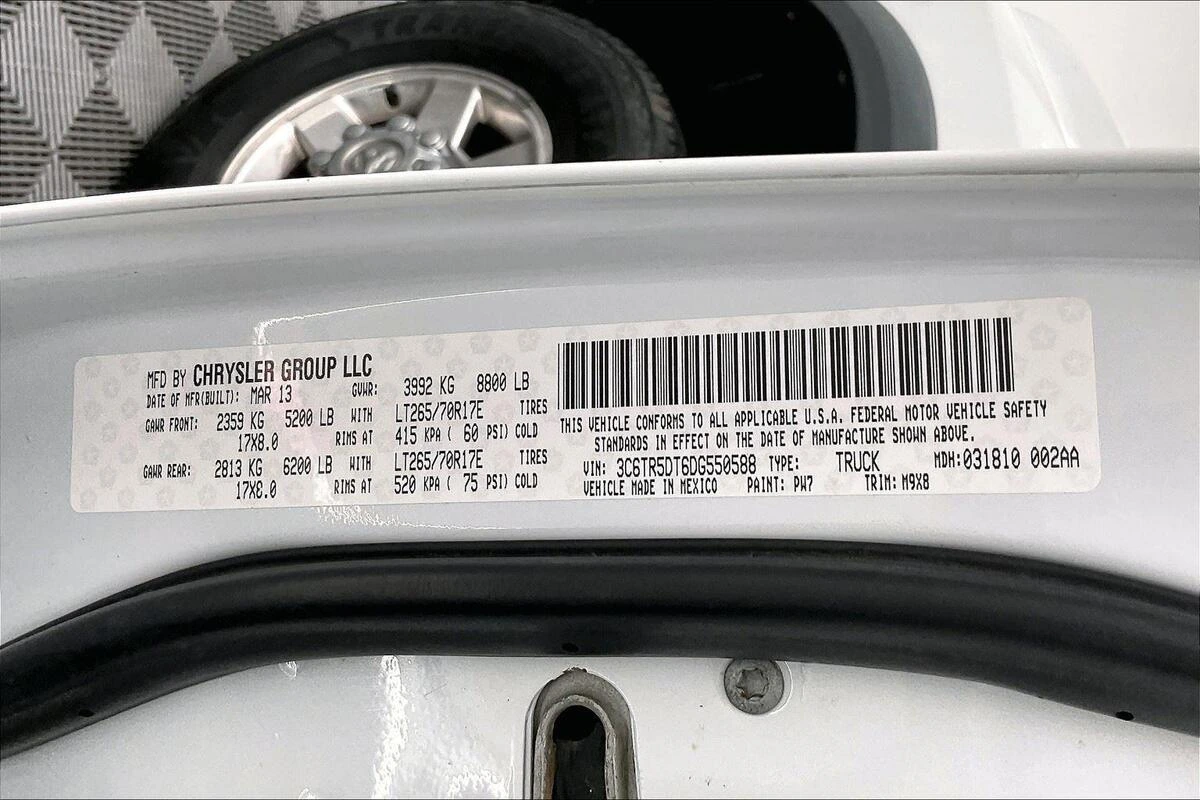 MFD BY CHRYSLER GROUP LLC
DATE OF MFR(BUILT): MAR 13 GVWR: 3992 KG 8800 LB
GAWR FRONT: 2359 KG 5200 LB WITH LT265/70R17E TIRES
17X8.0 RIMS AT 415 KPA ( 60 PSI) COLD
GAWR REAR: 2813 KG 6200 LB WITH LT265/70R17E TIRES
17X8.0 RIMS AT 520 KPA ( 75 PSI) COLD
THIS VEHICLE CONFORMS TO ALL APPLICABLE U.S.A. FEDERAL MOTOR VEHICLE SAFETY
STANDARDS IN EFFECT ON THE DATE OF MANUFACTURE SHOWN ABOVE.
VIN: 3C6TR5DT6DG550588 TYPE: TRUCK MDH:031810 002AA
VEHICLE MADE IN MEXICO PAINT: PW7 TRIM: M9X8